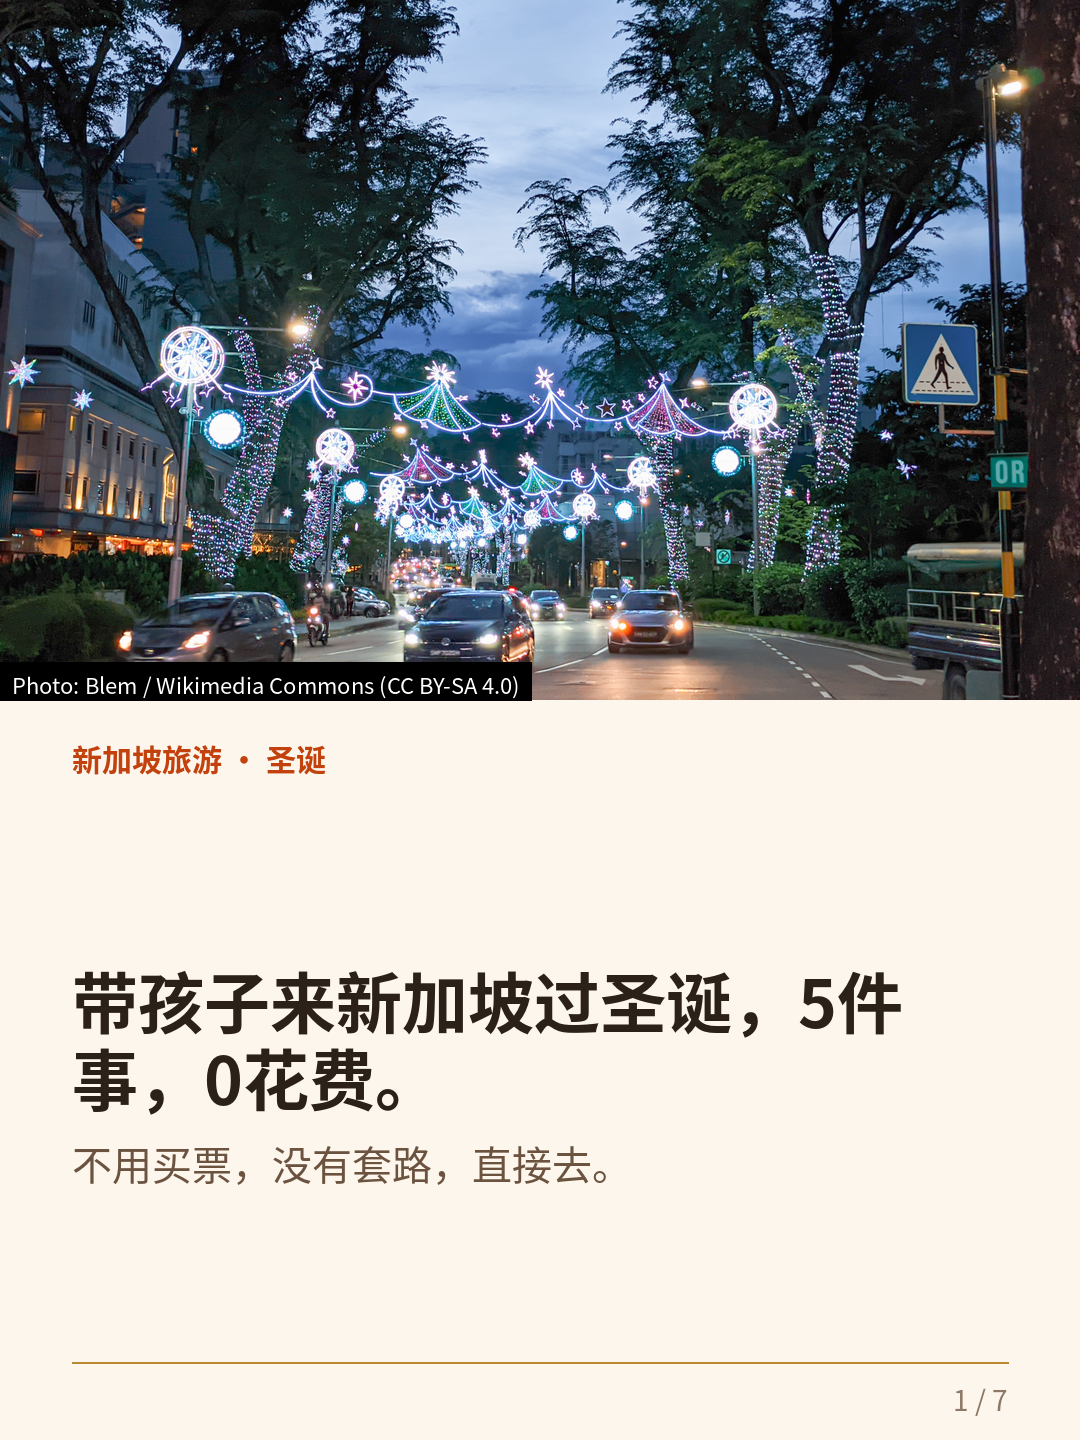 OR
Photo: Blem / Wikimedia Commons (CC BY-SA 4.0)
新加坡旅游 · 圣诞
带孩子来新加坡过圣诞，5件
事，0花费。
不用买票，没有套路，直接去。
1 / 7